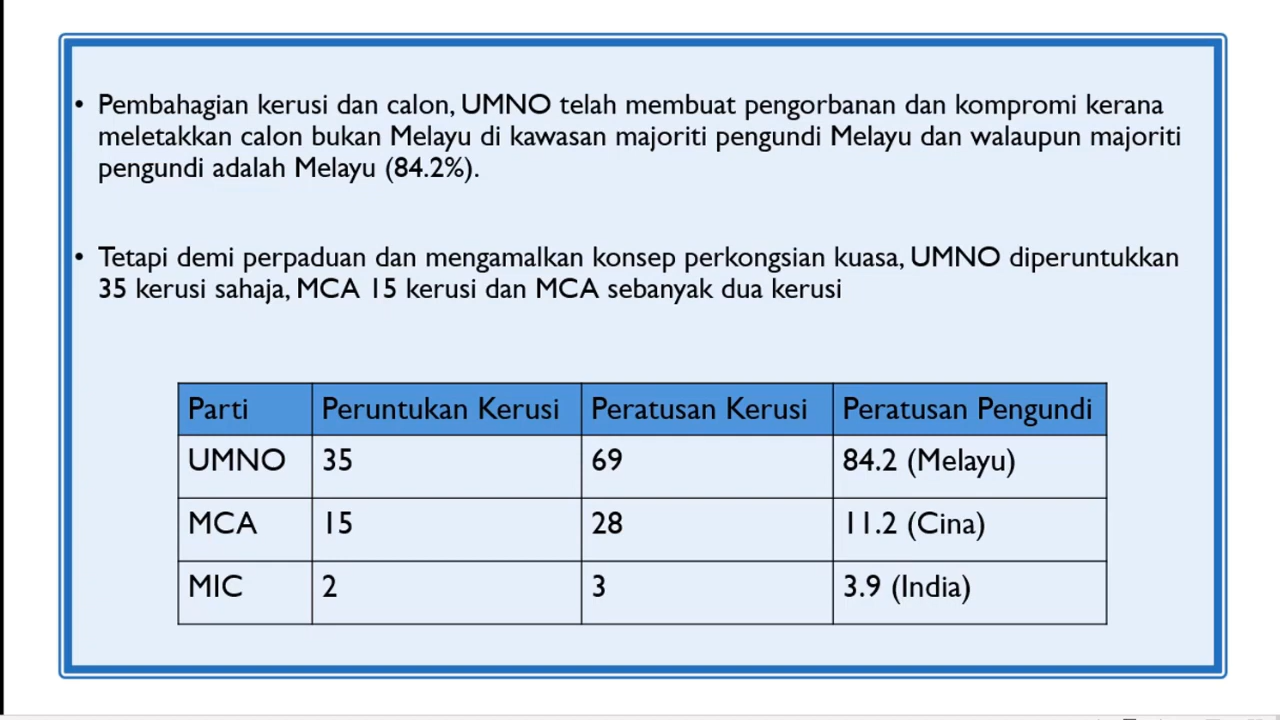 • Pembahagian kerusi dan calon, UMNO telah membuat pengorbanan dan kompromi kerana
meletakkan calon bukan Melayu di kawasan majoriti pengundi Melayu dan walaupun majoriti
pengundi adalah Melayu (84.2%).
• Tetapi demi perpaduan dan mengamalkan konsep perkongsian kuasa, UMNO diperuntukkan
35 kerusi sahaja, MCA 15 kerusi dan MCA sebanyak dua kerusi
Parti Peruntukan Kerusi Peratusan Kerusi Peratusan Pengundi
UMNO 35 69 84.2 (Melayu)
MCA 15 28 11.2 (Cina)
MIC 2 3 3.9 (India)